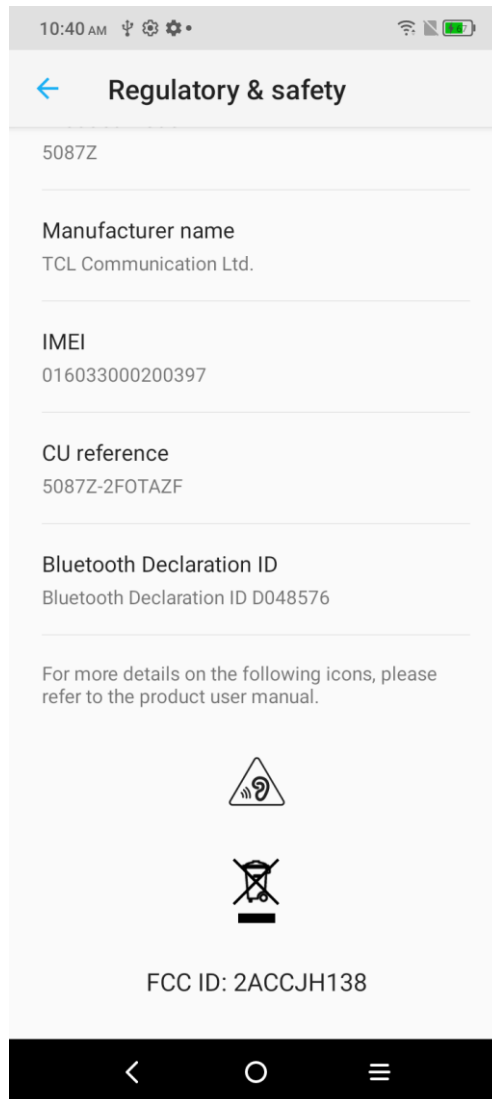 10:40 AM
Regulatory & safety
5087Z
Manufacturer name
TCL Communication Ltd.
IMEI
016033000200397
CU reference
5087Z-2FOTAZF
Bluetooth Declaration ID
Bluetooth Declaration ID D048576
For more details on the following icons, please
refer to the product user manual.
FCC ID: 2ACCJH138